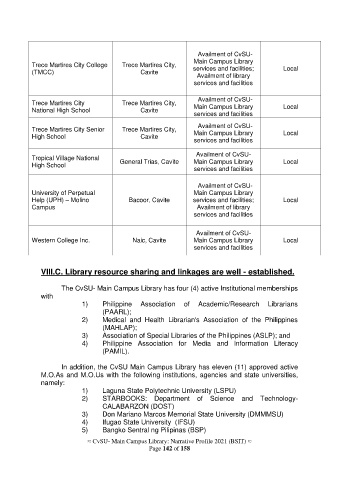 Trece Martires City College (TMCC)
Trece Martires City, Cavite
Availment of CvSU- Main Campus Library services and facilities; Availment of library services and facilities
Local
Trece Martires City National High School
Trece Martires City, Cavite
Availment of CvSU- Main Campus Library services and facilities
Local
Trece Martires City Senior High School
Trece Martires City, Cavite
Availment of CvSU- Main Campus Library services and facilities
Local
Tropical Village National High School
General Trias, Cavite
Availment of CvSU- Main Campus Library services and facilities
Local
University of Perpetual Help (UPH) – Molino Campus
Bacoor, Cavite
Availment of CvSU- Main Campus Library services and facilities; Availment of library services and facilities
Local
Western College Inc.
Naic, Cavite
Availment of CvSU- Main Campus Library services and facilities
Local
VIII.C. Library resource sharing and linkages are well - established.
The CvSU- Main Campus Library has four (4) active Institutional memberships
with
1) Philippine Association of Academic/Research Librarians
(PAARL);
2) Medical and Health Librarian's Association of the Philippines
(MAHLAP);
3) Association of Special Libraries of the Philippines (ASLP); and
4) Philippine Association for Media and Information Literacy
(PAMIL).
In addition, the CvSU Main Campus Library has eleven (11) approved active
M.O.As and M.O.Us with the following institutions, agencies and state universities,
namely:
1) Laguna State Polytechnic University (LSPU)
2) STARBOOKS: Department of Science and Technology-
CALABARZON (DOST)
3) Don Mariano Marcos Memorial State University (DMMMSU)
4) Ifugao State University (IFSU)
5) Bangko Sentral ng Pilipinas (BSP)
≈ CvSU- Main Campus Library: Narrative Profile 2021 (BSIT) ≈
Page 142 of 158